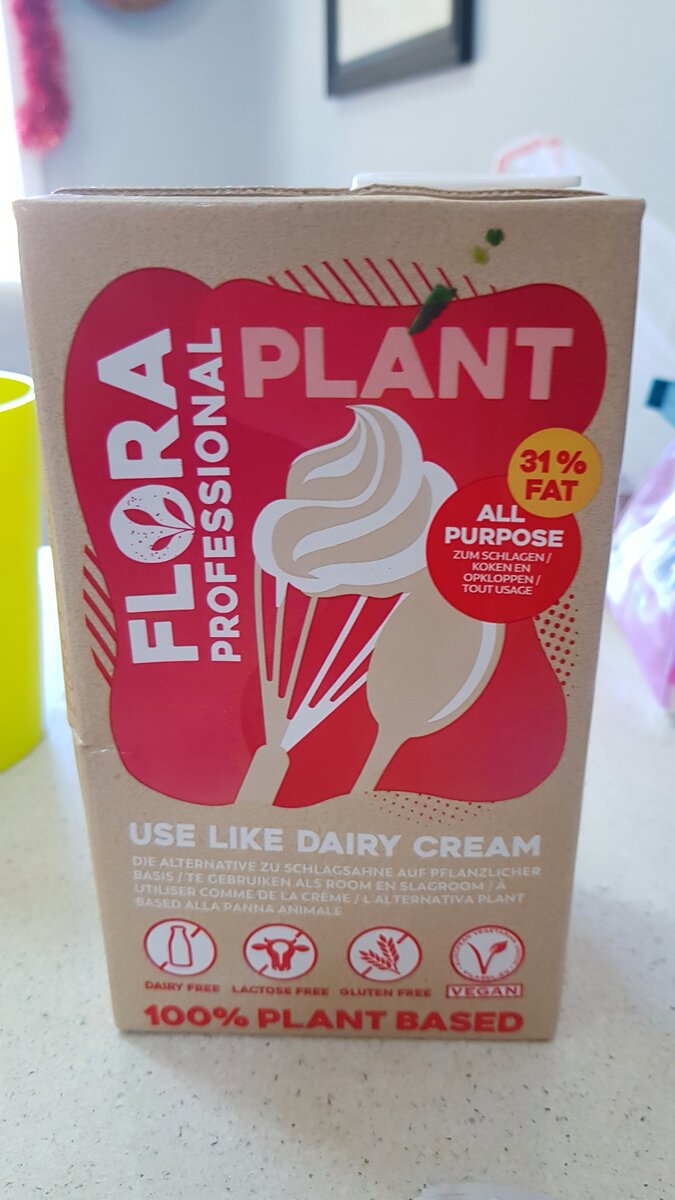 FLORA
PROFESSIONAL
PLANT
31%
FAT
ALL
PURPOSE
ZUM SCHLAGEN /
KOKEN EN
OPKLOPPEN /
TOUT USAGE
USE LIKE DAIRY CREAM
DIE ALTERNATIVE ZU SCHLAGSAHNE AUF PFLANZLICHER
BASIS / TE GEBRUIKEN ALS ROOM EN SLAGROOM / À
UTILISER COMME DE LA CRÈME / L'ALTERNATIVA PLANT
BASED ALLA PANNA ANIMALE
DAIRY FREE
LACTOSE FREE
GLUTEN FREE
VEGAN
100% PLANT BASED